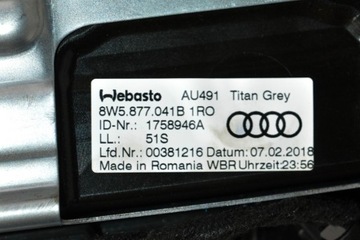 Webasto AU491 Titan Grey
8W5.877.041B 1RO
ID-Nr.: 1758946A
LL.: 51S
Lfd.Nr.: 00381216 Datum: 07.02.2018
Made in Romania WBR Uhrzeit:23:56